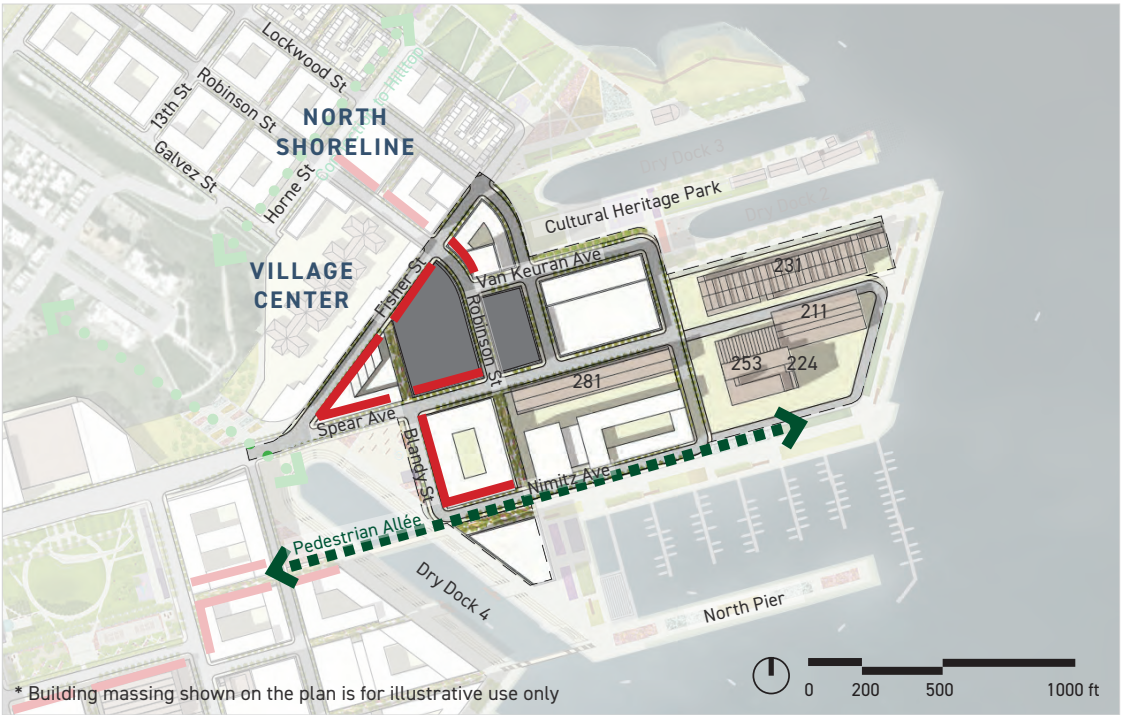 Lockwood St
Robinson St
13th St
Galvez St
Horne St
NORTH
SHORELINE
Dry Dock 3
Cultural Heritage Park
VILLAGE
CENTER
Fisher St
Van Keuran Ave
Robinson St
231
211
253
224
281
Spear Ave
Blandy St
Nimitz Ave
Pedestrian Allée
Dry Dock 4
North Pier
* Building massing shown on the plan is for illustrative use only
0 200 500 1000 ft